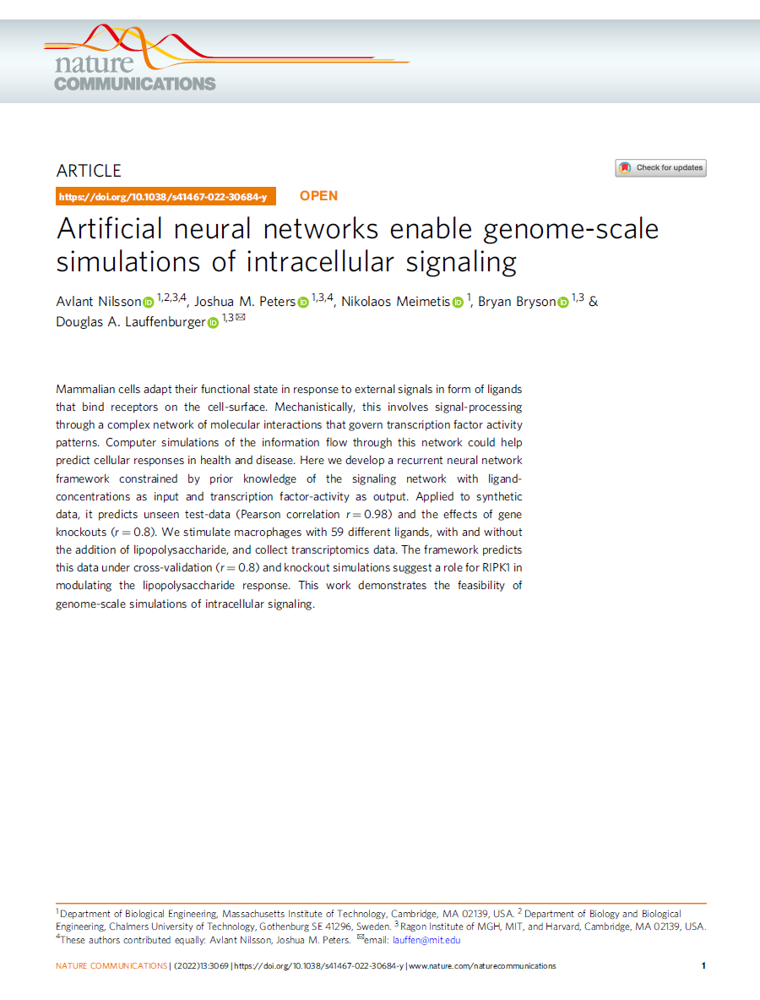 nature
COMMUNICATIONS
ARTICLE
Check for updates
https://doi.org/10.1038/s41467-022-30684-y
OPEN
Artificial neural networks enable genome-scale
simulations of intracellular signaling
Avlant Nilsson 1,2,3,4, Joshua M. Peters 1,3,4, Nikolaos Meimetis 1, Bryan Bryson 1,3 &
Douglas A. Lauffenburger 1,3✉
Mammalian cells adapt their functional state in response to external signals in form of ligands
that bind receptors on the cell-surface. Mechanistically, this involves signal-processing
through a complex network of molecular interactions that govern transcription factor activity
patterns. Computer simulations of the information flow through this network could help
predict cellular responses in health and disease. Here we develop a recurrent neural network
framework constrained by prior knowledge of the signaling network with ligand-
concentrations as input and transcription factor-activity as output. Applied to synthetic
data, it predicts unseen test-data (Pearson correlation r = 0.98) and the effects of gene
knockouts (r = 0.8). We stimulate macrophages with 59 different ligands, with and without
the addition of lipopolysaccharide, and collect transcriptomics data. The framework predicts
this data under cross-validation (r = 0.8) and knockout simulations suggest a role for RIPK1 in
modulating the lipopolysaccharide response. This work demonstrates the feasibility of
genome-scale simulations of intracellular signaling.
1 Department of Biological Engineering, Massachusetts Institute of Technology, Cambridge, MA 02139, USA. 2 Department of Biology and Biological
Engineering, Chalmers University of Technology, Gothenburg SE 41296, Sweden. 3 Ragon Institute of MGH, MIT, and Harvard, Cambridge, MA 02139, USA.
4These authors contributed equally: Avlant Nilsson, Joshua M. Peters. ✉email: lauffen@mit.edu
NATURE COMMUNICATIONS | (2022)13:3069 | https://doi.org/10.1038/s41467-022-30684-y | www.nature.com/naturecommunications
1